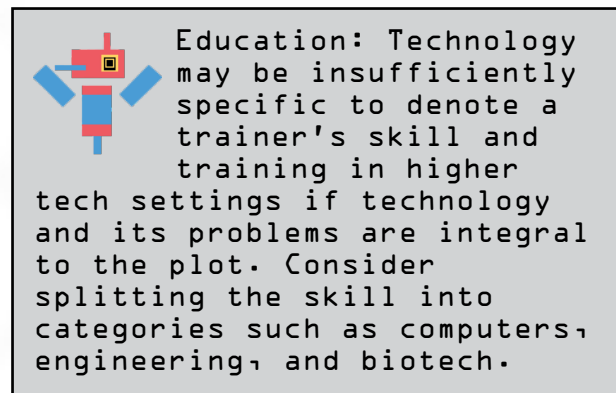 Education: Technology
may be insufficiently
specific to denote a
trainer's skill and
training in higher
tech settings if technology
and its problems are integral
to the plot. Consider
splitting the skill into
categories such as computers,
engineering, and biotech.